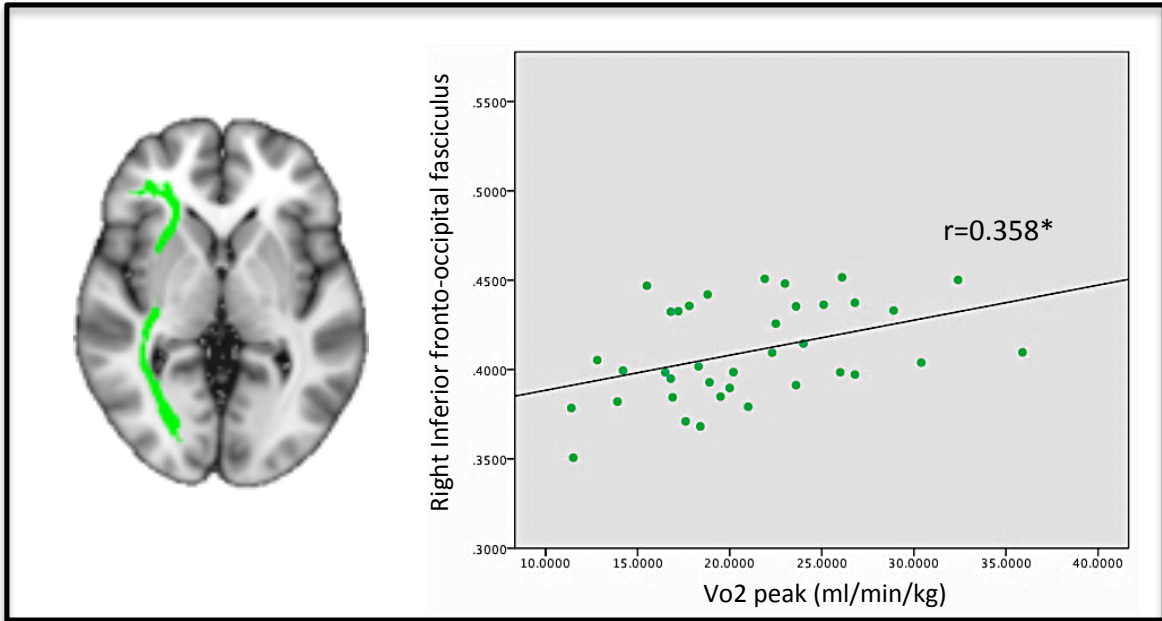 Right Inferior fronto-occipital fasciculus
.5500
.5000
.4500
.4000
.3500
.3000
r=0.358*
10.0000 15.0000 20.0000 25.0000 30.0000 35.0000 40.0000
Vo2 peak (ml/min/kg)